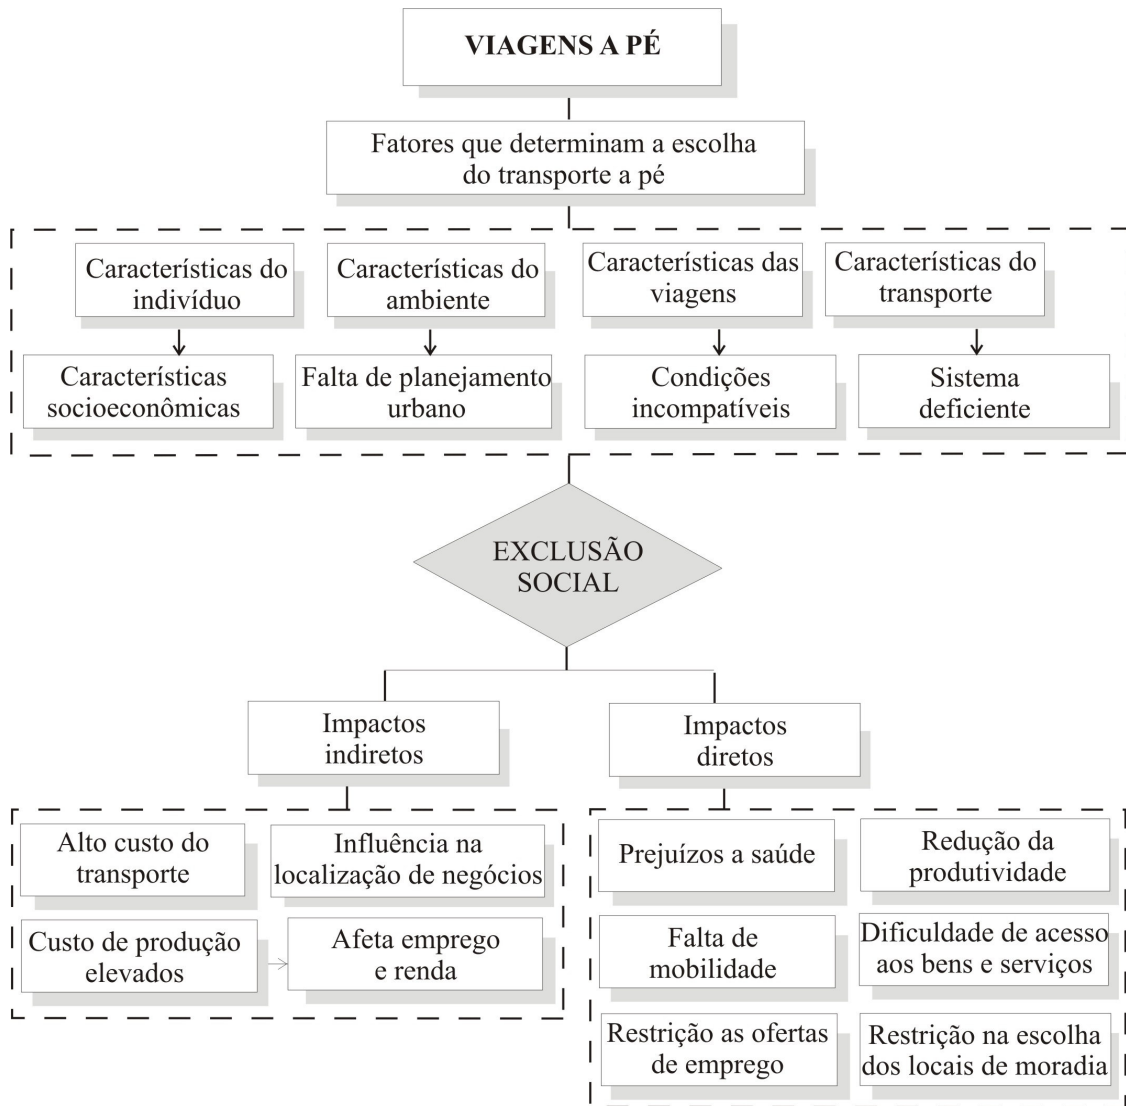 VIAGENS A PÉ
Fatores que determinam a escolha
do transporte a pé
Características do
indivíduo
Características do
ambiente
Características das
viagens
Características do
transporte
Características
socioeconômicas
Falta de planejamento
urbano
Condições
incompatíveis
Sistema
deficiente
EXCLUSÃO
SOCIAL
Impactos
indiretos
Impactos
diretos
Alto custo do
transporte
Influência na
localização de negócios
Custo de produção
elevados
Afeta emprego
e renda
Prejuízos a saúde
Redução da
produtividade
Falta de
mobilidade
Dificuldade de acesso
aos bens e serviços
Restrição as ofertas
de emprego
Restrição na escolha
dos locais de moradia